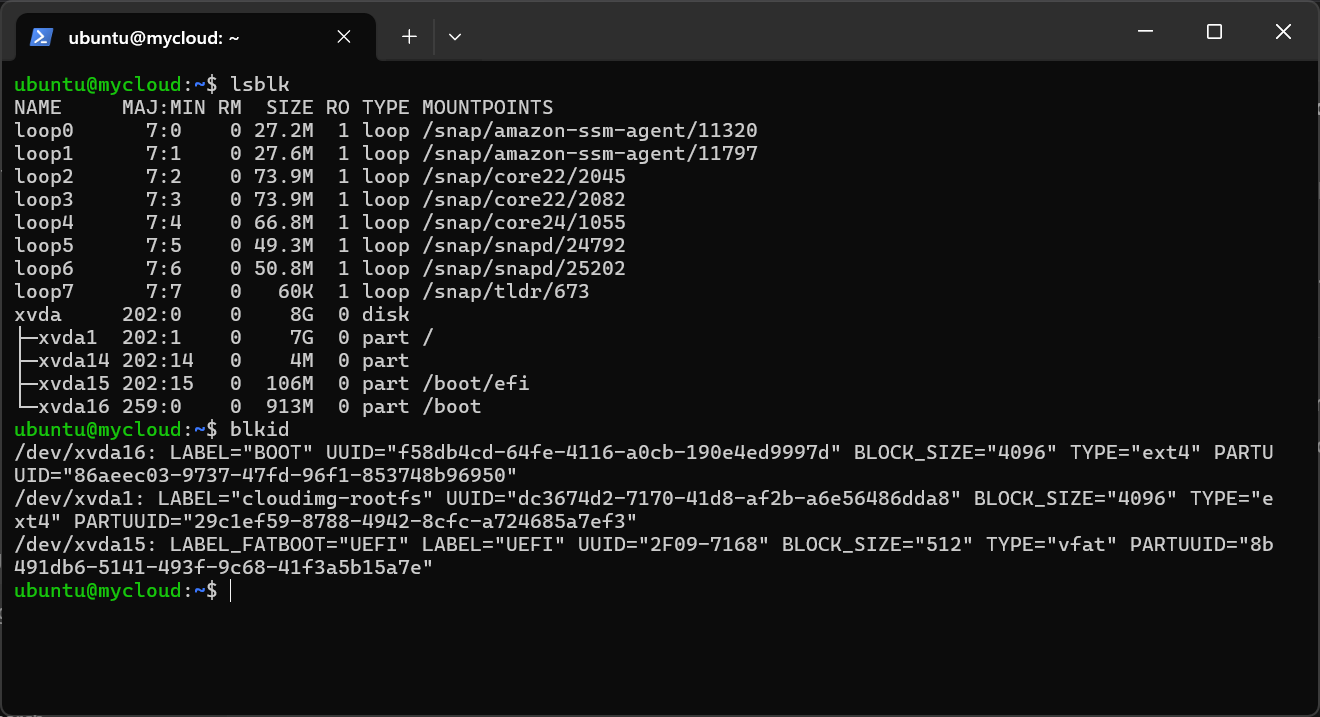 ubuntu@mycloud: ~
ubuntu@mycloud:~$ lsblk
NAME     MAJ:MIN RM   SIZE RO TYPE MOUNTPOINTS
loop0      7:0    0 27.2M  1 loop /snap/amazon-ssm-agent/11320
loop1      7:1    0 27.6M  1 loop /snap/amazon-ssm-agent/11797
loop2      7:2    0 73.9M  1 loop /snap/core22/2045
loop3      7:3    0 73.9M  1 loop /snap/core22/2082
loop4      7:4    0 66.8M  1 loop /snap/core24/1055
loop5      7:5    0 49.3M  1 loop /snap/snapd/24792
loop6      7:6    0 50.8M  1 loop /snap/snapd/25202
loop7      7:7    0   60K  1 loop /snap/tldr/673
xvda     202:0    0    8G  0 disk
├─xvda1  202:1    0    7G  0 part /
├─xvda14 202:14   0    4M  0 part
├─xvda15 202:15   0  106M  0 part /boot/efi
└─xvda16 259:0    0  913M  0 part /boot
ubuntu@mycloud:~$ blkid
/dev/xvda16: LABEL="BOOT" UUID="f58db4cd-64fe-4116-a0cb-190e4ed9997d" BLOCK_SIZE="4096" TYPE="ext4" PARTU
UID="86aeec03-9737-47fd-96f1-853748b96950"
/dev/xvda1: LABEL="cloudimg-rootfs" UUID="dc3674d2-7170-41d8-af2b-a6e56486dda8" BLOCK_SIZE="4096" TYPE="e
xt4" PARTUUID="29c1ef59-8788-4942-8cfc-a724685a7ef3"
/dev/xvda15: LABEL_FATBOOT="UEFI" LABEL="UEFI" UUID="2F09-7168" BLOCK_SIZE="512" TYPE="vfat" PARTUUID="8b
491db6-5141-493f-9c68-41f3a5b15a7e"
ubuntu@mycloud:~$